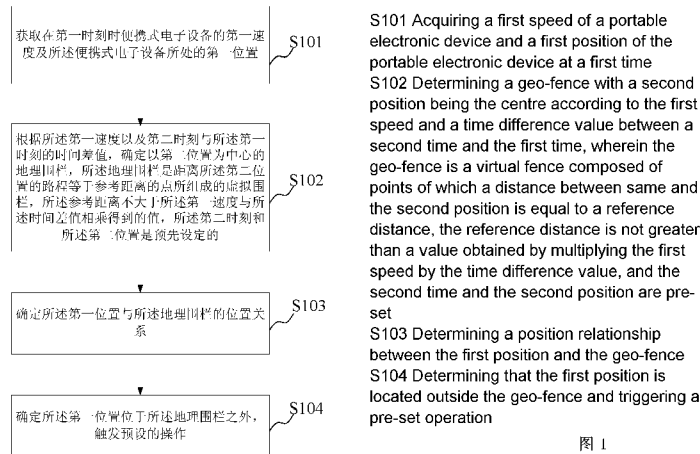 获取在第一时刻时便携式电子设备的第一速
度及所述便携式电子设备所处的第一位置
S101
根据所述第一速度以及第二时刻与所述第一
时刻的时间差值，确定以第二位置为中心的
地理围栏，所述地理围栏是距离所述第二位
置的路程等于参考距离的点所组成的虚拟围
栏，所述参考距离不大于所述第一速度与所
述时间差值相乘得到的值，所述第二时刻和
所述第二位置是预先设定的
S102
确定所述第一位置与所述地理围栏的位置关
系
S103
确定所述第一位置位于所述地理围栏之外，
触发预设的操作
S104
S101 Acquiring a first speed of a portable
electronic device and a first position of the
portable electronic device at a first time
S102 Determining a geo-fence with a second
position being the centre according to the first
speed and a time difference value between a
second time and the first time, wherein the
geo-fence is a virtual fence composed of
points of which a distance between same and
the second position is equal to a reference
distance, the reference distance is not greater
than a value obtained by multiplying the first
speed by the time difference value, and the
second time and the second position are pre-
set
S103 Determining a position relationship
between the first position and the geo-fence
S104 Determining that the first position is
located outside the geo-fence and triggering a
pre-set operation
图 1